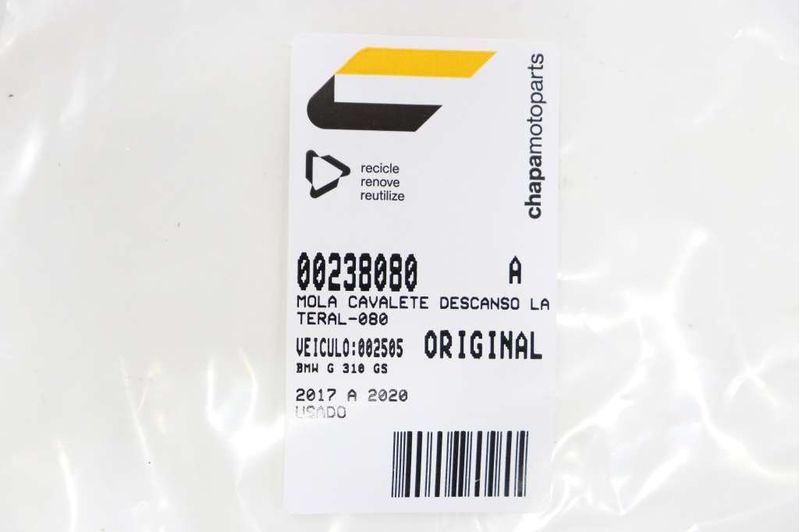 chapamotoparts
recicle
renove
reutilize
00238080 A
MOLA CAVALETE DESCANSO LA
TERAL-080
VEICULO:002505 ORIGINAL
BMW G 310 GS
2017 A 2020
USADO